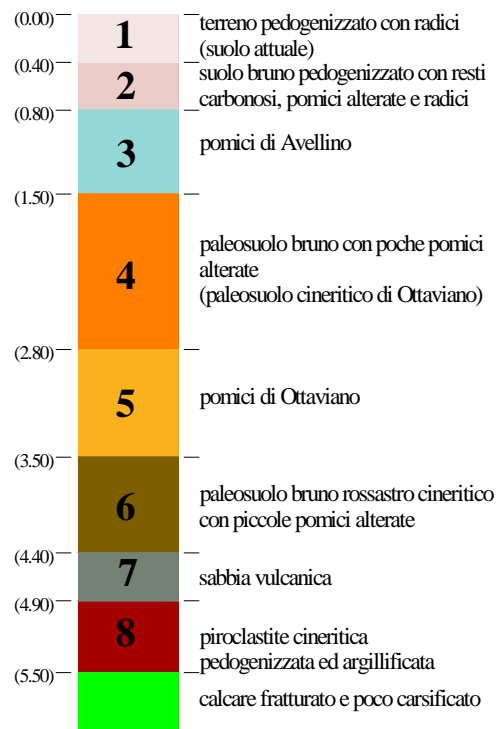 (0.00)
1
terreno pedogenizzato con radici
(suolo attuale)
(0.40)
2
suolo bruno pedogenizzato con resti
carbonosi, pomici alterate e radici
(0.80)
3
pomici di Avellino
(1.50)
4
paleosuolo bruno con poche pomici
alterate
(paleosuolo cineritico di Ottaviano)
(2.80)
5
pomici di Ottaviano
(3.50)
6
paleosuolo bruno rossastro cineritico
con piccole pomici alterate
(4.40)
7
sabbia vulcanica
(4.90)
8
piroclastite cineritica
pedogenizzata ed argillificata
(5.50)
calcare fratturato e poco carsificato